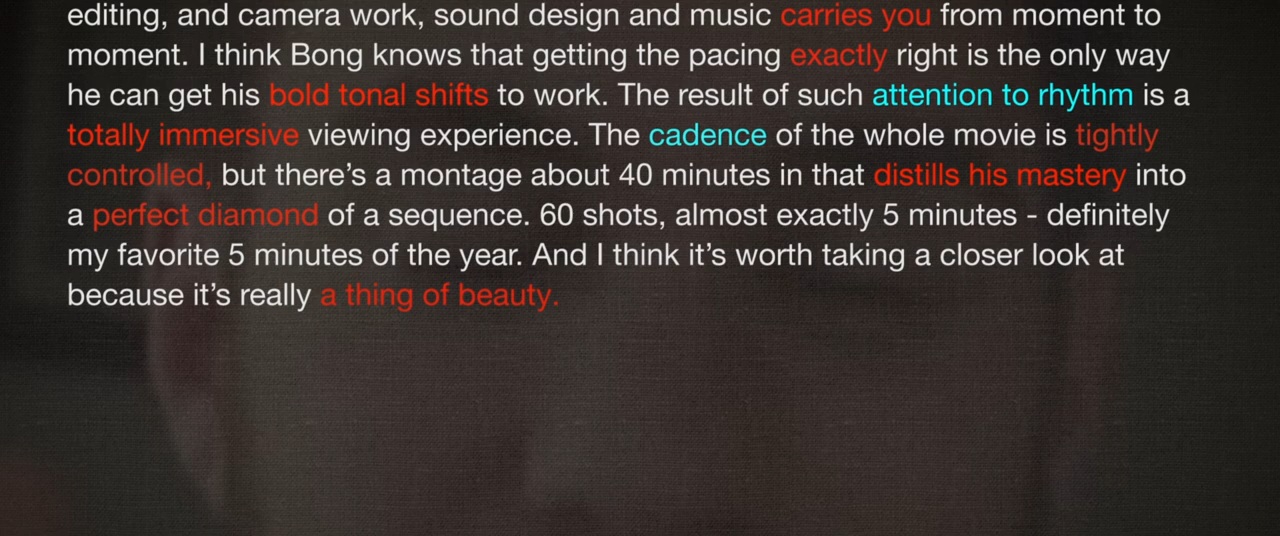 editing, and camera work, sound design and music carries you from moment to
moment. I think Bong knows that getting the pacing exactly right is the only way
he can get his bold tonal shifts to work. The result of such attention to rhythm is a
totally immersive viewing experience. The cadence of the whole movie is tightly
controlled, but there’s a montage about 40 minutes in that distills his mastery into
a perfect diamond of a sequence. 60 shots, almost exactly 5 minutes - definitely
my favorite 5 minutes of the year. And I think it’s worth taking a closer look at
because it’s really a thing of beauty.